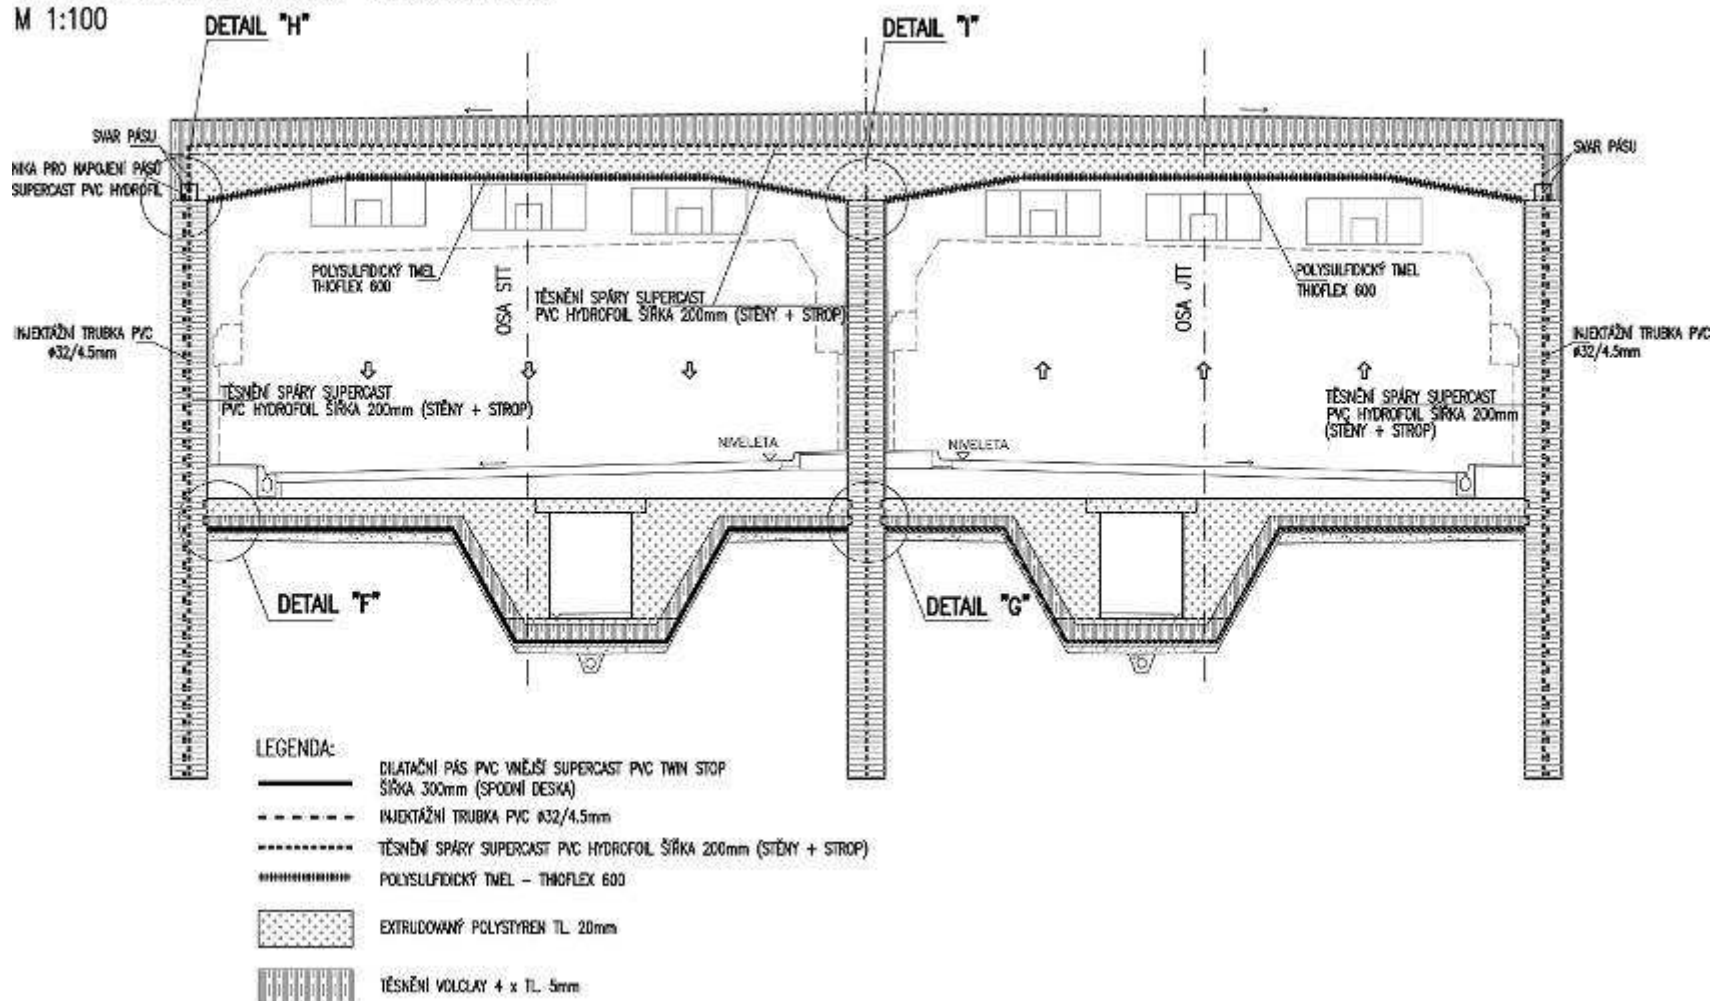 M 1:100
DETAIL "H"
DETAIL "I"
SVAR PÁSU
NIKA PRO NAPOJENÍ PÁSŮ
SUPERCAST PVC HYDROFIL
SVAR PÁSU
POLYSULFIDICKÝ TMEL
THIOFLEX 600
OSA STT
TĚSNĚNÍ SPÁRY SUPERCAST
PVC HYDROFOIL ŠÍŘKA 200mm (STĚNY + STROP)
OSA JTT
POLYSULFIDICKÝ TMEL
THIOFLEX 600
INJEKTÁŽNÍ TRUBKA PVC
ø32/4.5mm
INJEKTÁŽNÍ TRUBKA PVC
ø32/4.5mm
TĚSNĚNÍ SPÁRY SUPERCAST
PVC HYDROFOIL ŠÍŘKA 200mm (STĚNY + STROP)
TĚSNĚNÍ SPÁRY SUPERCAST
PVC HYDROFOIL ŠÍŘKA 200mm
(STĚNY + STROP)
NIVELETA
NIVELETA
DETAIL "F"
DETAIL "G"
LEGENDA:
DILATAČNÍ PÁS PVC VNĚJŠÍ SUPERCAST PVC TWIN STOP
ŠÍŘKA 300mm (SPODNÍ DESKA)
INJEKTÁŽNÍ TRUBKA PVC ø32/4.5mm
TĚSNĚNÍ SPÁRY SUPERCAST PVC HYDROFOIL ŠÍŘKA 200mm (STĚNY + STROP)
POLYSULFIDICKÝ TMEL - THIOFLEX 600
EXTRUDOVANÝ POLYSTYREN TL. 20mm
TĚSNĚNÍ VOLCLAY 4 x TL. 5mm